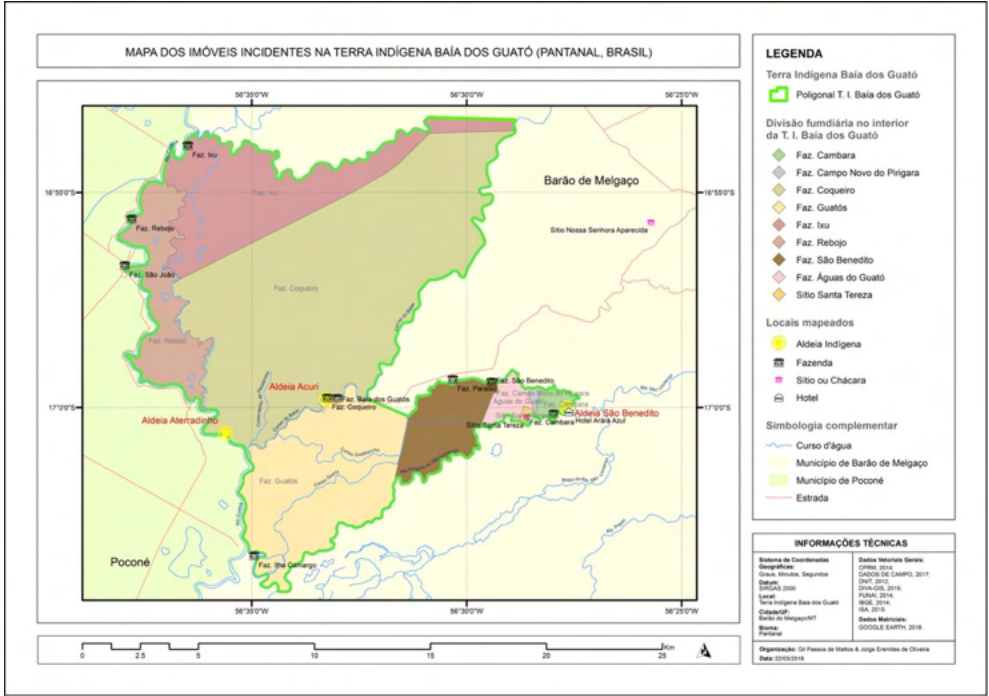 MAPA DOS IMÓVEIS INCIDENTES NA TERRA INDÍGENA BAÍA DOS GUATÓ (PANTANAL, BRASIL)
56°35'0"W
56°30'0"W
56°25'0"W
16°55'0"S
16°55'0"S
17°0'0"S
17°0'0"S
56°35'0"W
56°30'0"W
56°25'0"W
Faz. Ixu
Faz. Ixu
Barão de Melgaço
Faz. Rebojo
Sítio Nossa Senhora Aparecida
Faz. São João
Faz. Coqueiro
Faz. Rebojo
Aldeia Acuri
Faz. Baía dos Guatós
Faz. Coqueiro
Faz. São Benedito
Faz. Campo Novo do Pirigara
Águas do Guató
Aldeia São Benedito
Hotel Arara Azul
Faz. Cambara
Sítio Santa Tereza
Aldeia Aterradinho
Faz. Guatós
Faz. Ilha Camargo
Poconé
0
2.5
5
10
15
20
25
Km
LEGENDA
Terra Indígena Baía dos Guató
Poligonal T. I. Baía dos Guató
Divisão fumdiária no interior
da T. I. Baía dos Guató
Faz. Cambara
Faz. Campo Novo do Pirigara
Faz. Coqueiro
Faz. Guatós
Faz. Ixu
Faz. Rebojo
Faz. São Benedito
Faz. Águas do Guató
Sítio Santa Tereza
Locais mapeados
Aldeia Indígena
Fazenda
Sítio ou Chácara
Hotel
Simbologia complementar
Curso d'água
Município de Barão de Melgaço
Município de Poconé
Estrada
INFORMAÇÕES TÉCNICAS
Sistema de Coordenadas
Geográficas:
Graus, Minutos, Segundos
Datum:
SIRGAS 2000
Local:
Terra Indígena Baía dos Guató
Cidade/UF:
Barão do Melgaço/MT
Bioma:
Pantanal
Dados Vetoriais Gerais:
CPRM, 2014;
DADOS DE CAMPO, 2017;
DNIT, 2012;
DIVA-GIS, 2015;
FUNAI, 2014;
IBGE, 2014;
ISA, 2015.
Dados Matriciais:
GOOGLE EARTH, 2018.
Organização: Gil Passos de Mattos & Jorge Eremites de Oliveira
Data: 22/03/2018